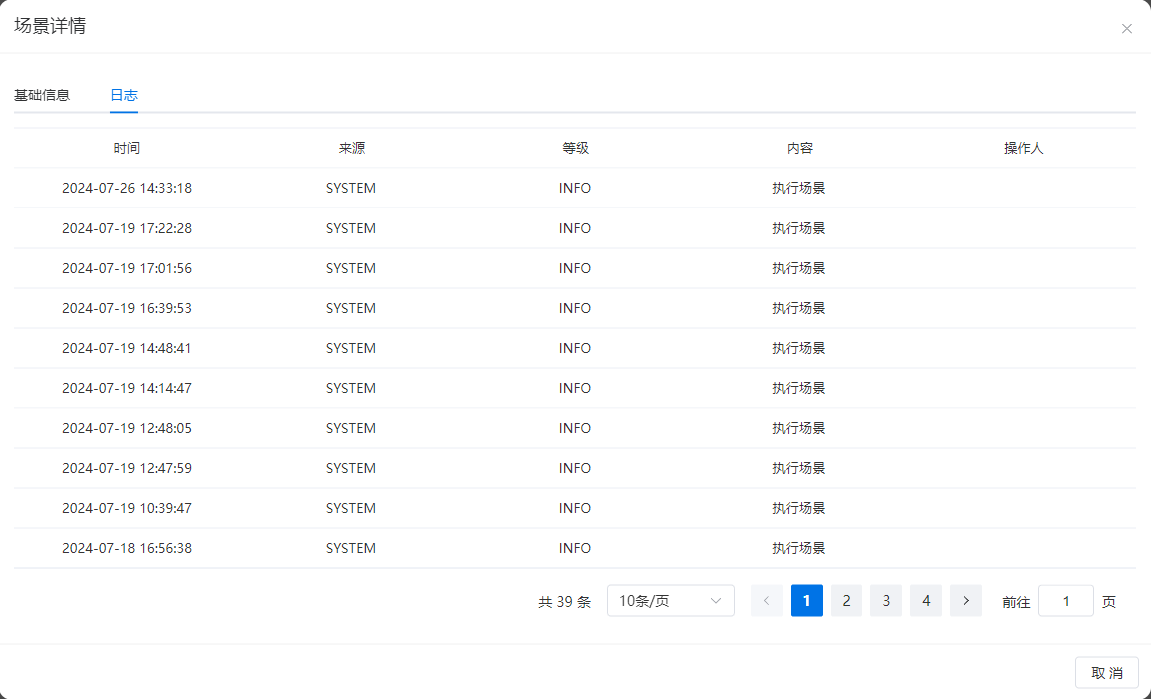 场景详情
基础信息 日志
时间 来源 等级 内容 操作人
2024-07-26 14:33:18 SYSTEM INFO 执行场景
2024-07-19 17:22:28 SYSTEM INFO 执行场景
2024-07-19 17:01:56 SYSTEM INFO 执行场景
2024-07-19 16:39:53 SYSTEM INFO 执行场景
2024-07-19 14:48:41 SYSTEM INFO 执行场景
2024-07-19 14:14:47 SYSTEM INFO 执行场景
2024-07-19 12:48:05 SYSTEM INFO 执行场景
2024-07-19 12:47:59 SYSTEM INFO 执行场景
2024-07-19 10:39:47 SYSTEM INFO 执行场景
2024-07-18 16:56:38 SYSTEM INFO 执行场景
共 39 条 10条/页 1 2 3 4 前往 1 页
取 消